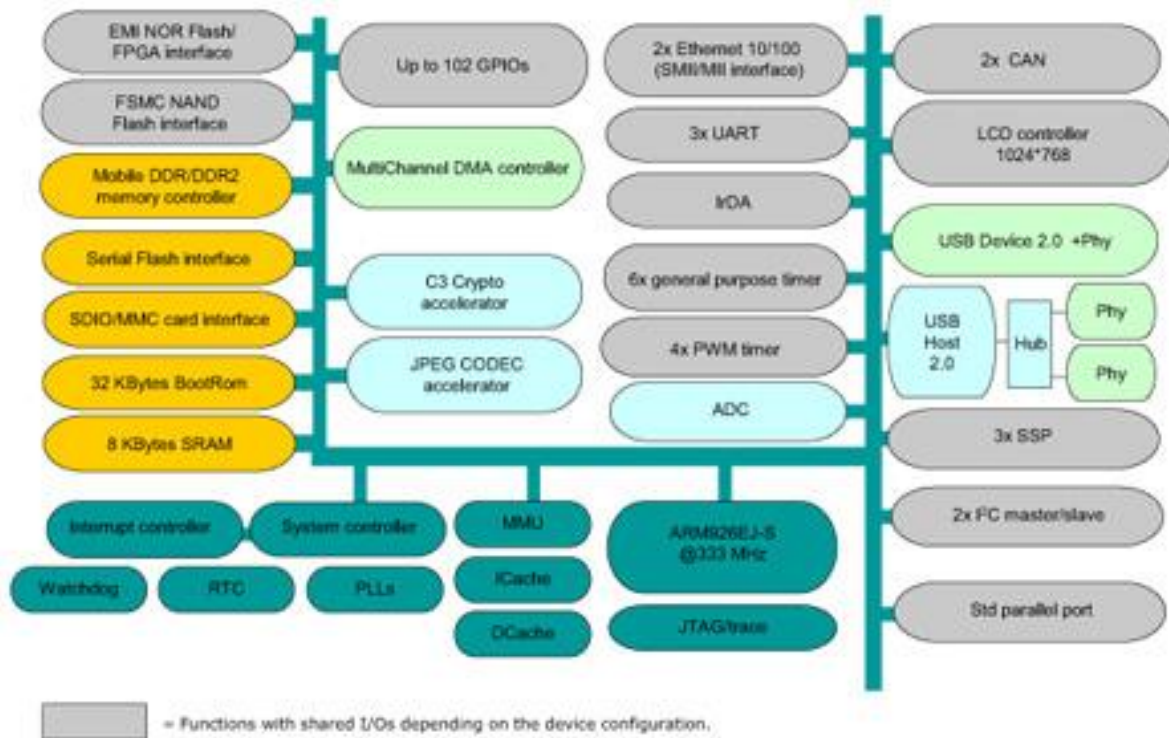 EMI NOR Flash/
FPGA interface
FSMC NAND
Flash interface
Mobile DDR/DDR2
memory controller
Serial Flash interface
SDIO/MMC card interface
32 KBytes BootRom
8 KBytes SRAM
Up to 102 GPIOs
MultiChannel DMA controller
C3 Crypto
accelerator
JPEG CODEC
accelerator
2x Ethernet 10/100
(SMII/MII interface)
3x UART
IrDA
6x general purpose timer
4x PWM timer
ADC
2x CAN
LCD controller
1024*768
USB Device 2.0 +Phy
USB
Host
2.0
Hub
Phy
Phy
3x SSP
2x I²C master/slave
Std parallel port
Interrupt controller
System controller
Watchdog
RTC
PLLs
MMU
ICache
DCache
ARM926EJ-S
@333 MHz
JTAG/trace
= Functions with shared I/Os depending on the device configuration.